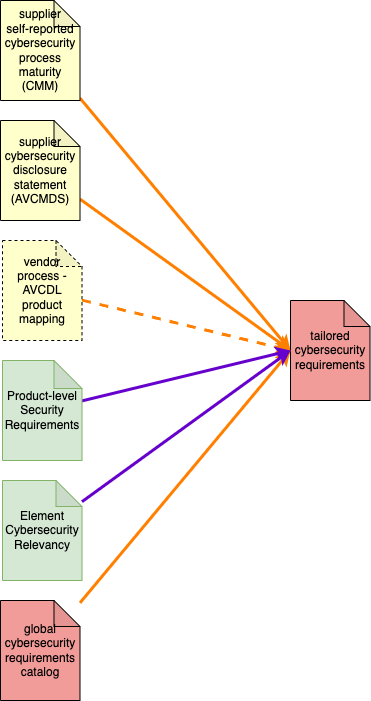 supplier
self-reported
cybersecurity
process
maturity
(CMM)
supplier
cybersecurity
disclosure
statement
(AVCMDS)
vendor
process -
AVCDL
product
mapping
Product-level
Security
Requirements
Element
Cybersecurity
Relevancy
global
cybersecurity
requirements
catalog
tailored
cybersecurity
requirements